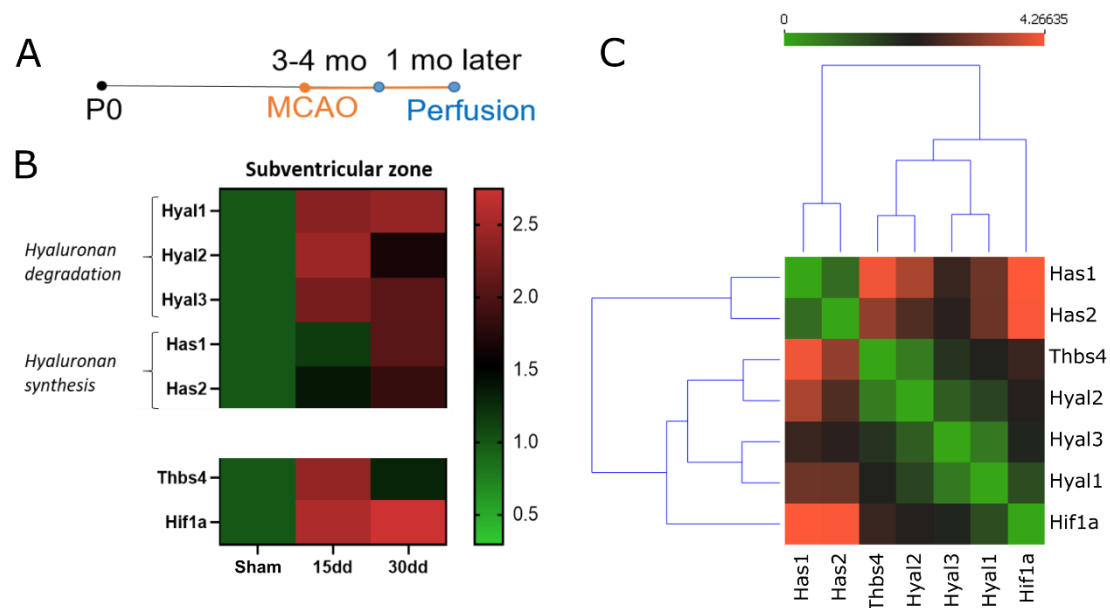 A
3-4 mo
1 mo later
P0
MCAO
Perfusion
B
Subventricular zone
Hyaluronan
degradation
Hyal1
Hyal2
Hyal3
Hyaluronan
synthesis
Has1
Has2
Thbs4
Hif1a
Sham
15dd
30dd
2.5
2.0
1.5
1.0
0.5
C
0
4.26635
Has1
Has2
Thbs4
Hyal2
Hyal3
Hyal1
Hif1a
Has1
Has2
Thbs4
Hyal2
Hyal3
Hyal1
Hif1a